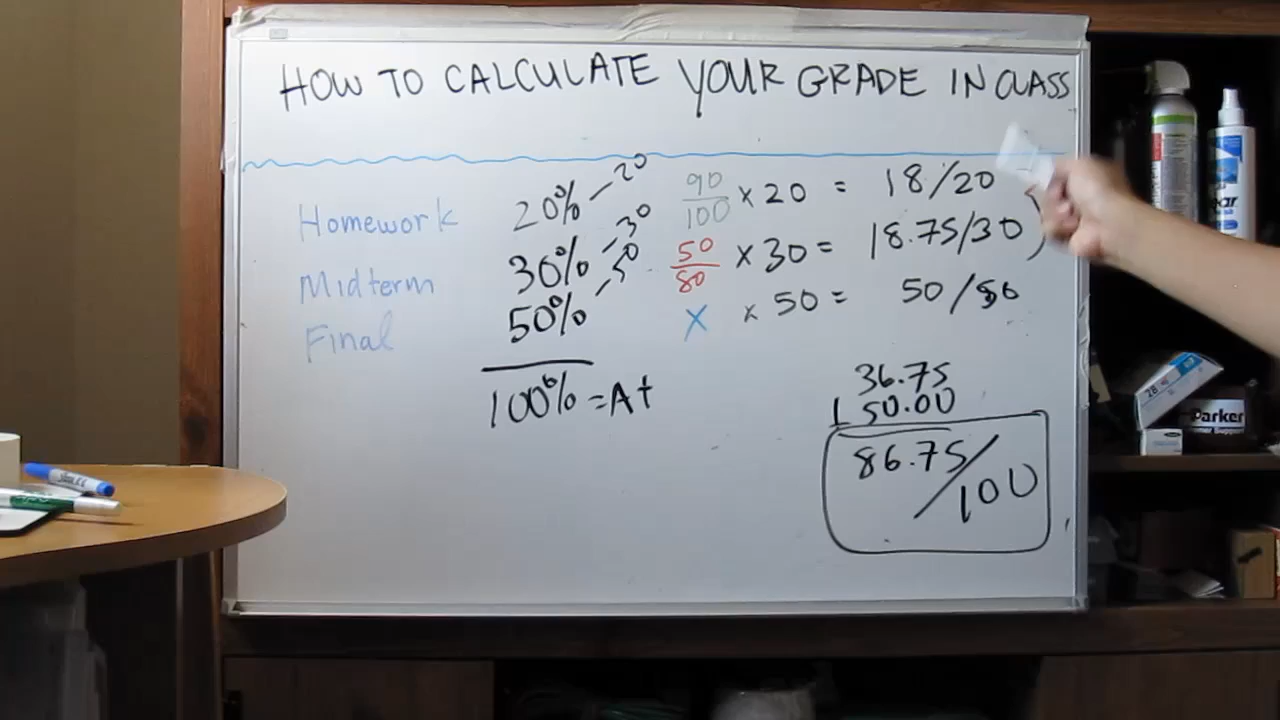 HOW TO CALCULATE YOUR GRADE IN CLASS
Homework 20% - 20 90/100 x 20 = 18/20
Midterm 30% - 30 50/80 x 30 = 18.75/30
Final 50% - 50 x x 50 = 50/50
100% = A+
36.75
50.00
86.75/100
Parker